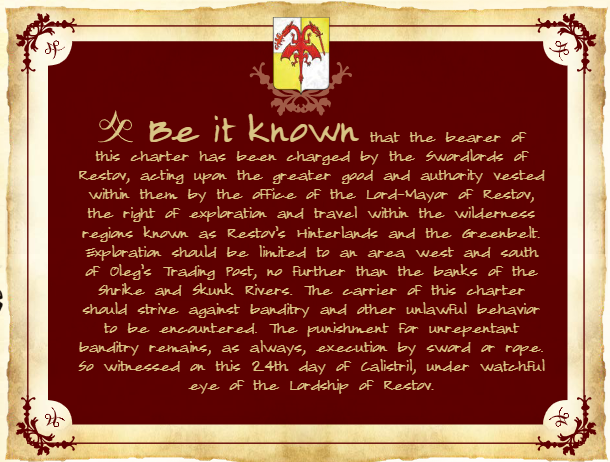 Be it known that the bearer of
this charter has been charged by the Swordlords of
Restov, acting upon the greater good and authority vested
within them by the office of the Lord-Mayor of Restov,
the right of exploration and travel within the wilderness
regions known as Restov's Hinterlands and the Greenbelt.
Exploration should be limited to an area west and south
of Oleg's Trading Post, no further than the banks of the
Shrike and Skunk Rivers. The carrier of this charter
should strive against banditry and other unlawful behavior
to be encountered. The punishment for unrepentant
banditry remains, as always, execution by sword or rope.
So witnessed on this 24th day of Calistril, under watchful
eye of the Lordship of Restov.